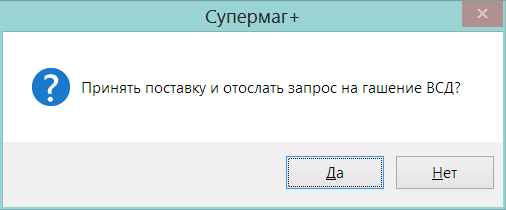 Супермаг+
Принять поставку и отослать запрос на гашение ВСД?
Да
Нет